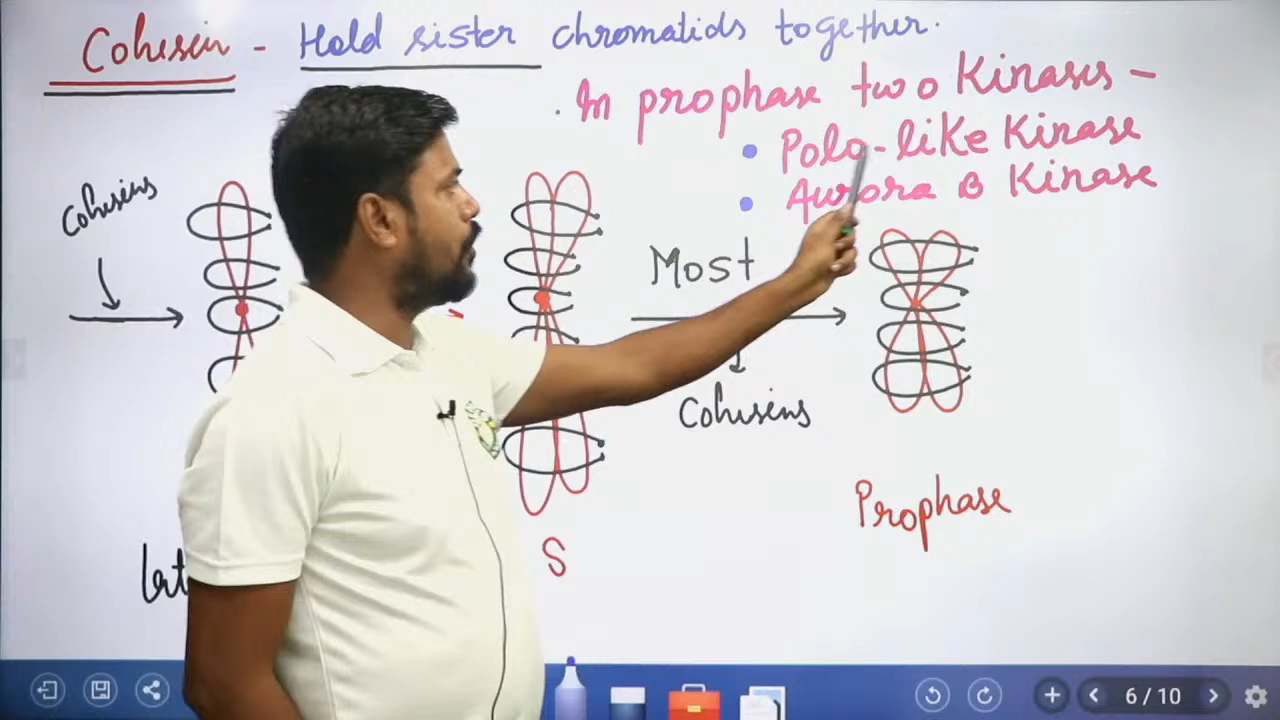 Cohesin - Hold sister chromatids together.
. In prophase two Kinases -
• Polo-like Kinase
• Aurora B Kinase
Cohesins
Most
Cohesins
Prophase
S
6 / 10